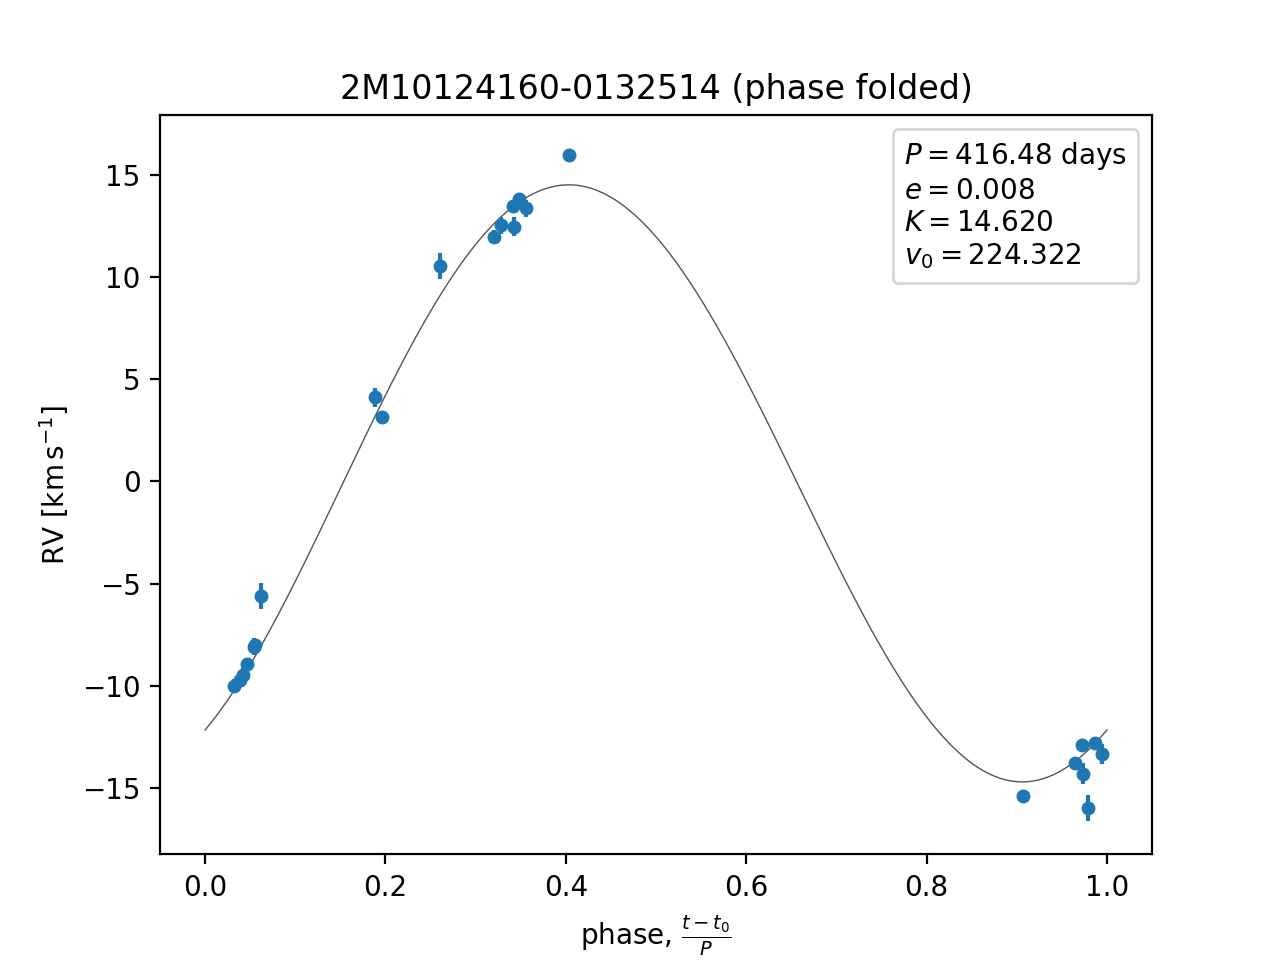 2M10124160-0132514 (phase folded)
P = 416.48 days
e = 0.008
K = 14.620
v₀ = 224.322
RV [km s⁻¹]
15
10
5
0
−5
−10
−15
0.0 0.2 0.4 0.6 0.8 1.0
phase, (t − t₀)/P